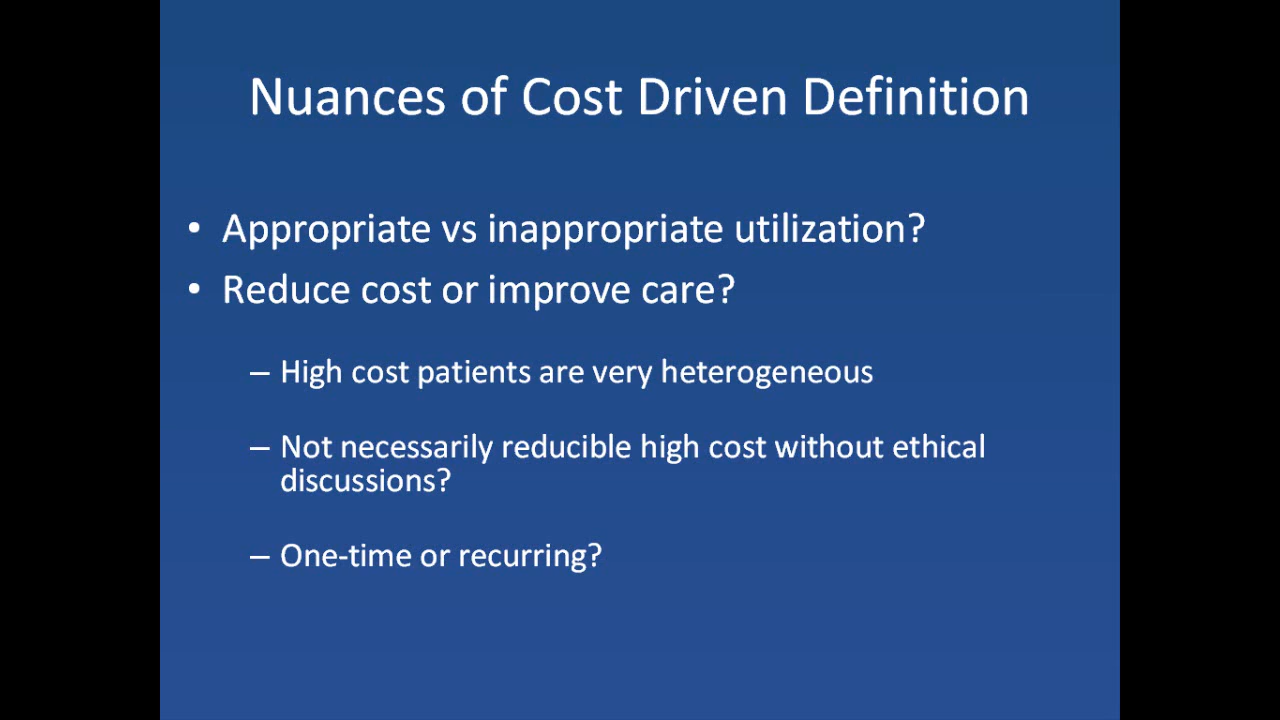 Nuances of Cost Driven Definition
• Appropriate vs inappropriate utilization?
• Reduce cost or improve care?
– High cost patients are very heterogeneous
– Not necessarily reducible high cost without ethical
discussions?
– One-time or recurring?